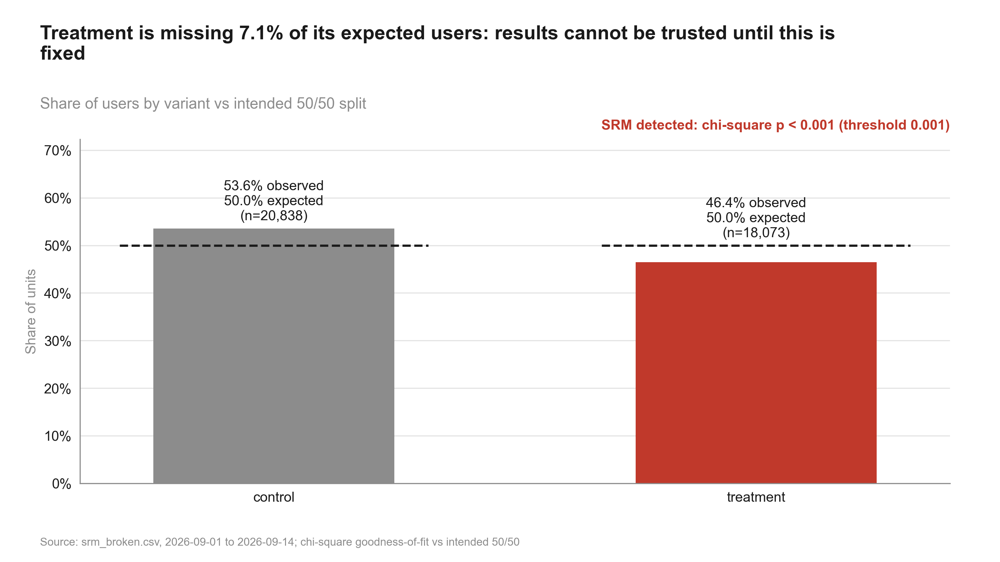 Treatment is missing 7.1% of its expected users: results cannot be trusted until this is
fixed
Share of users by variant vs intended 50/50 split
SRM detected: chi-square p < 0.001 (threshold 0.001)
70%
60%
50%
40%
30%
20%
10%
0%
Share of units
53.6% observed
50.0% expected
(n=20,838)
46.4% observed
50.0% expected
(n=18,073)
control
treatment
Source: srm_broken.csv, 2026-09-01 to 2026-09-14; chi-square goodness-of-fit vs intended 50/50